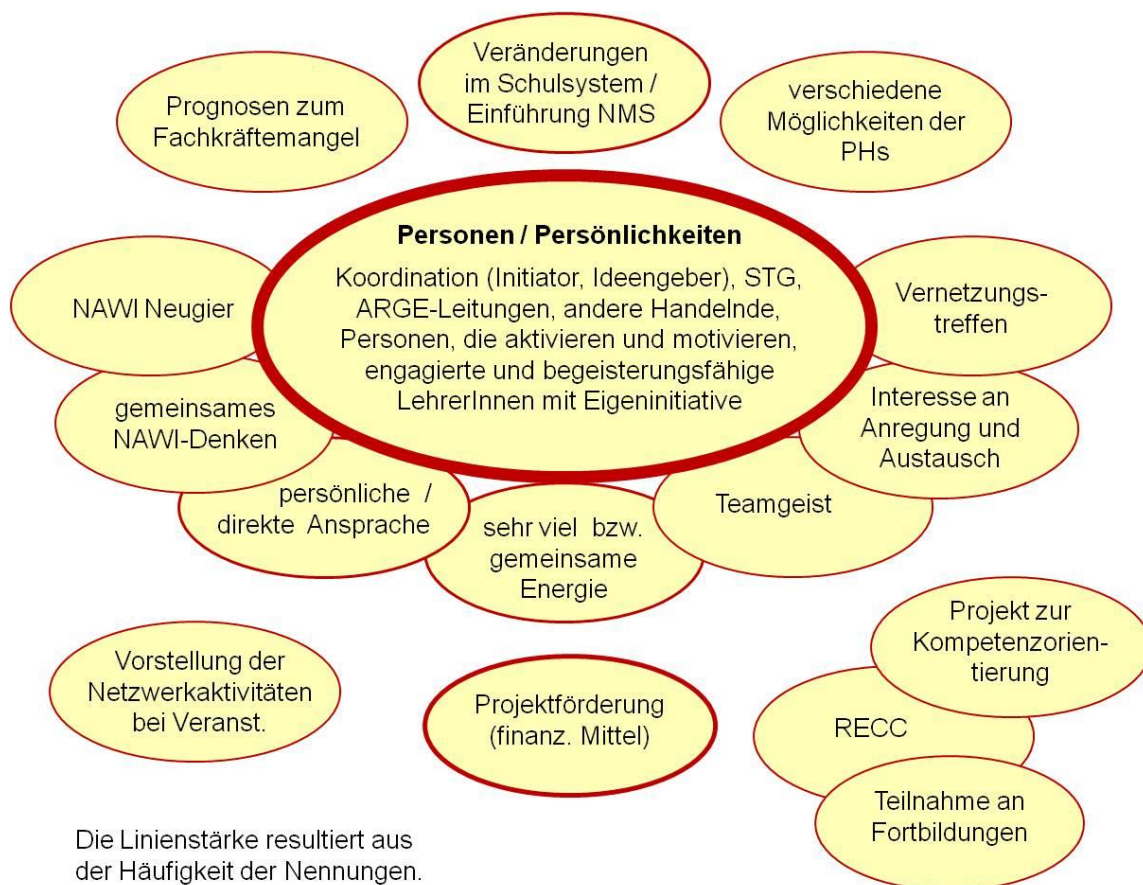 Veränderungen
im Schulsystem /
Einführung NMS
Prognosen zum
Fachkräftemangel
verschiedene
Möglichkeiten der
PHs
Personen / Persönlichkeiten
Koordination (Initiator, Ideengeber), STG,
ARGE-Leitungen, andere Handelnde,
Personen, die aktivieren und motivieren,
engagierte und begeisterungsfähige
LehrerInnen mit Eigeninitiative
NAWI Neugier
Vernetzungs-
treffen
gemeinsames
NAWI-Denken
Interesse an
Anregung und
Austausch
persönliche /
direkte Ansprache
sehr viel bzw.
gemeinsame
Energie
Teamgeist
Projekt zur
Kompetenzorien-
tierung
Vorstellung der
Netzwerkaktivitäten
bei Veranst.
Projektförderung
(finanz. Mittel)
RECC
Teilnahme an
Fortbildungen
Die Linienstärke resultiert aus
der Häufigkeit der Nennungen.